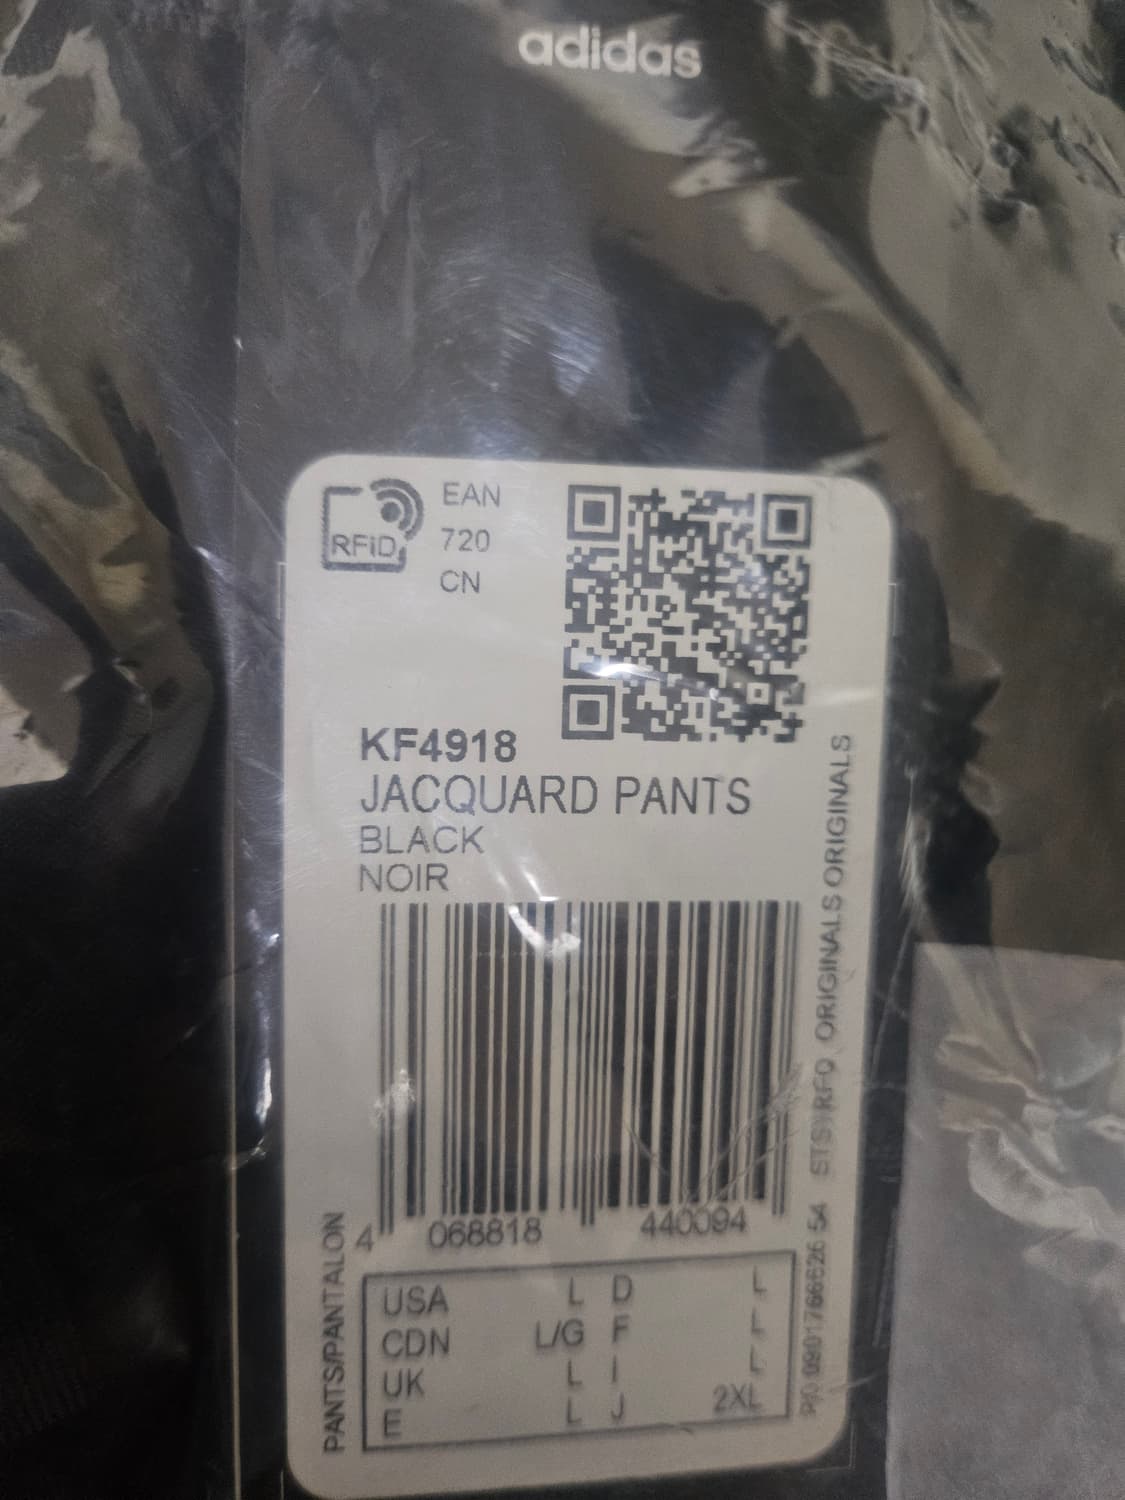 adidas
RFiD
EAN
720
CN
KF4918
JACQUARD PANTS
BLACK
NOIR
4 068818 440094
PANTS/PANTALON
USA L D L
CDN L/G F L
UK L I L
E L J 2XL
ORIGINALS ORIGINALS
54